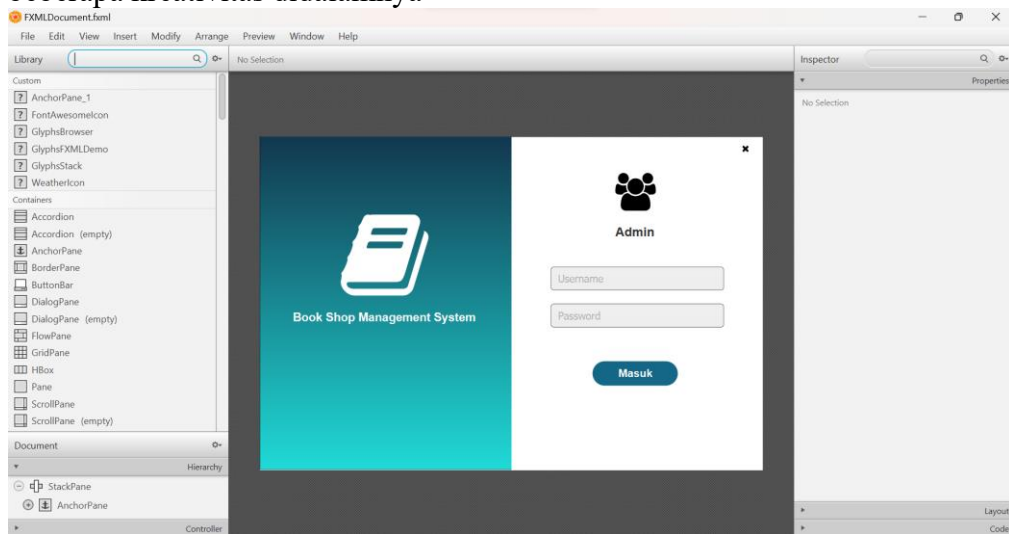 FXMLDocument.fxml
File Edit View Insert Modify Arrange Preview Window Help
Library
No Selection
Inspector
Custom
? AnchorPane_1
? FontAwesomeIcon
? GlyphsBrowser
? GlyphsFXMLDemo
? GlyphsStack
? WeatherIcon
Containers
Accordion
Accordion (empty)
AnchorPane
BorderPane
ButtonBar
DialogPane
DialogPane (empty)
FlowPane
GridPane
HBox
Pane
ScrollPane
ScrollPane (empty)
Document
Hierarchy
StackPane
AnchorPane
Controller
Book Shop Management System
Admin
Username
Password
Masuk
Properties
No Selection
Layout
Code